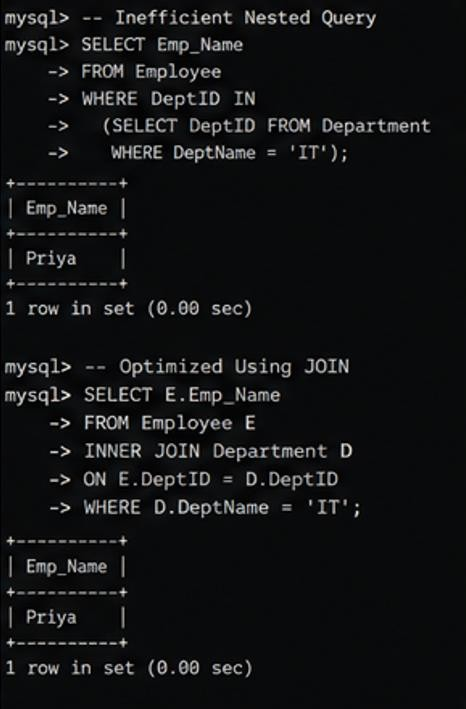 mysql> -- Inefficient Nested Query
mysql> SELECT Emp_Name
    -> FROM Employee
    -> WHERE DeptID IN
    ->   (SELECT DeptID FROM Department
    ->    WHERE DeptName = 'IT');
+----------+
| Emp_Name |
+----------+
| Priya    |
+----------+
1 row in set (0.00 sec)

mysql> -- Optimized Using JOIN
mysql> SELECT E.Emp_Name
    -> FROM Employee E
    -> INNER JOIN Department D
    -> ON E.DeptID = D.DeptID
    -> WHERE D.DeptName = 'IT';
+----------+
| Emp_Name |
+----------+
| Priya    |
+----------+
1 row in set (0.00 sec)